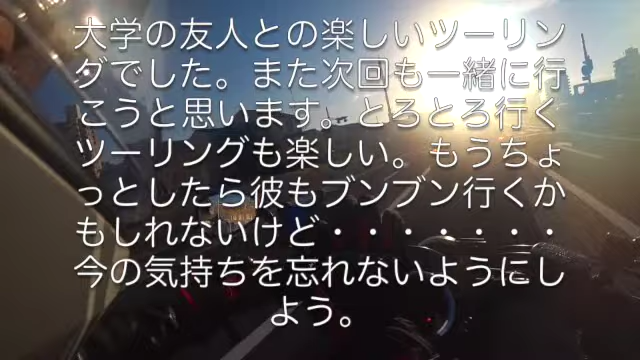 大学の友人との楽しいツーリン
グでした。また次回も一緒に行
こうと思います。とろとろ行く
ツーリングも楽しい。もうちょ
っとしたら彼もブンブン行くか
もしれないけど・・・・・・・
今の気持ちを忘れないようにし
よう。